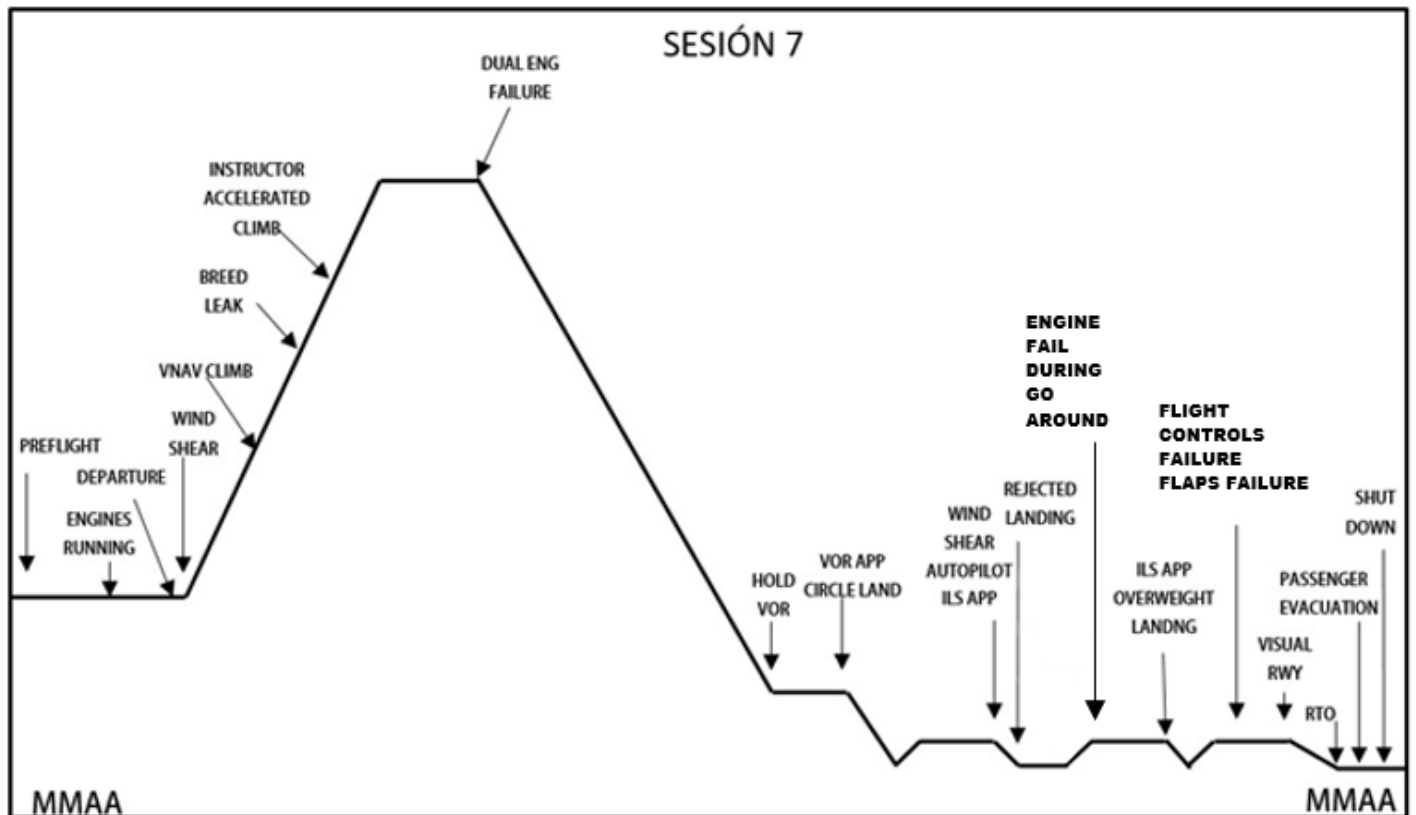 SESIÓN 7
DUAL ENG
FAILURE
INSTRUCTOR
ACCELERATED
CLIMB
BREED
LEAK
VNAV CLIMB
WIND
SHEAR
PREFLIGHT
DEPARTURE
ENGINES
RUNNING
HOLD
VOR
VOR APP
CIRCLE LAND
WIND
SHEAR
AUTOPILOT
ILS APP
REJECTED
LANDING
ENGINE
FAIL
DURING
GO
AROUND
ILS APP
OVERWEIGHT
LANDNG
FLIGHT
CONTROLS
FAILURE
FLAPS FAILURE
VISUAL
RWY
RTO
PASSENGER
EVACUATION
SHUT
DOWN
MMAA
MMAA